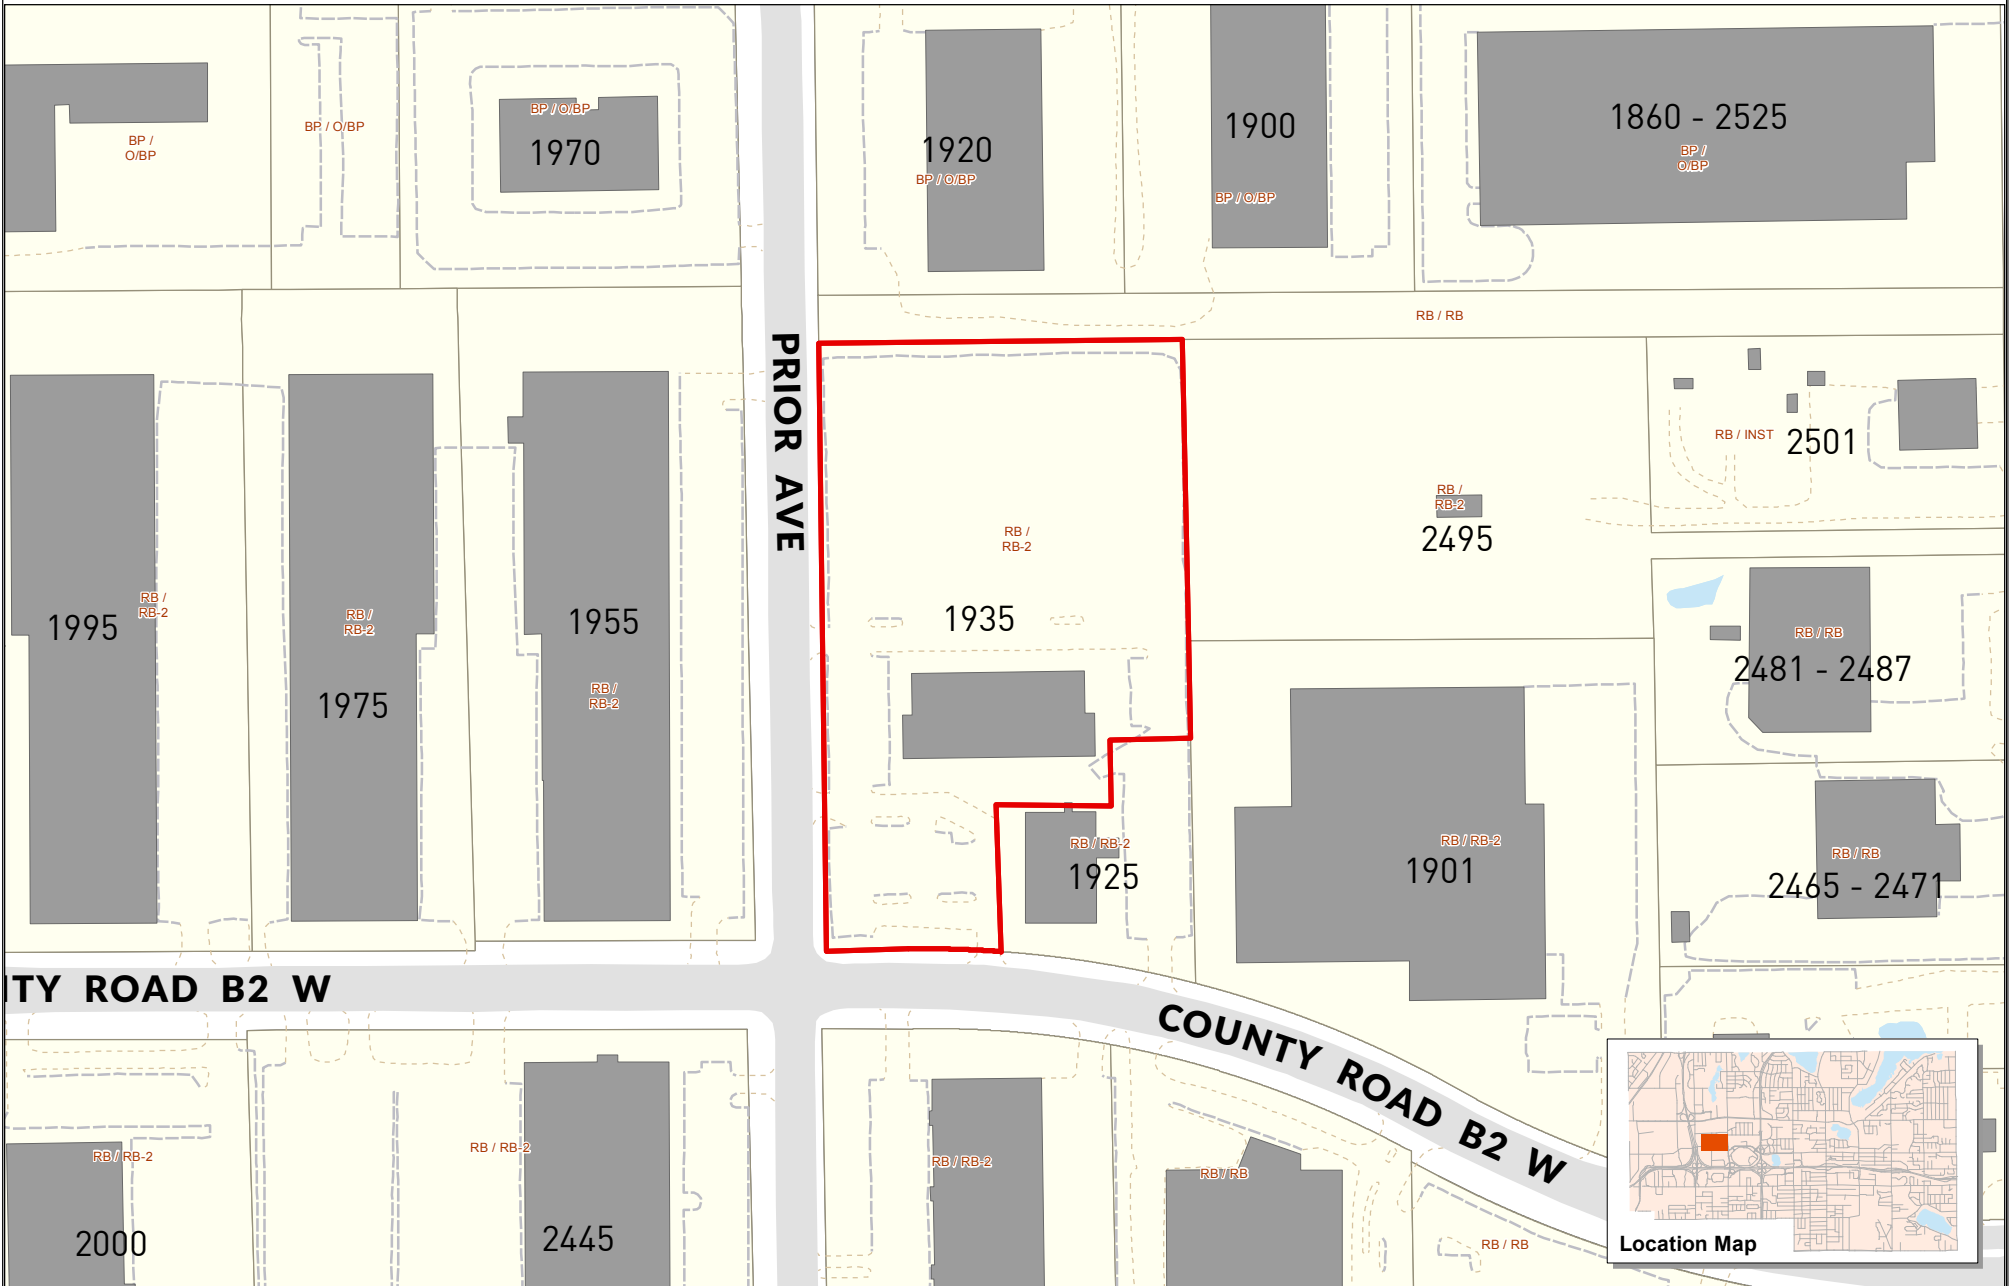 BP /
O/BP
BP / O/BP
BP / O/BP
1970
1920
BP / O/BP
1900
BP / O/BP
1860 - 2525
BP /
O/BP
RB / RB
PRIOR AVE
RB / INST
2501
RB /
RB-2
2495
RB /
RB-2
1935
1995
RB /
RB-2
RB /
RB-2
1975
1955
RB /
RB-2
RB / RB
2481 - 2487
RB / RB-2
1925
RB / RB-2
1901
RB / RB
2465 - 2471
TY ROAD B2 W
COUNTY ROAD B2 W
RB / RB-2
2000
RB / RB-2
2445
RB / RB-2
RB / RB
RB / RB
Location Map